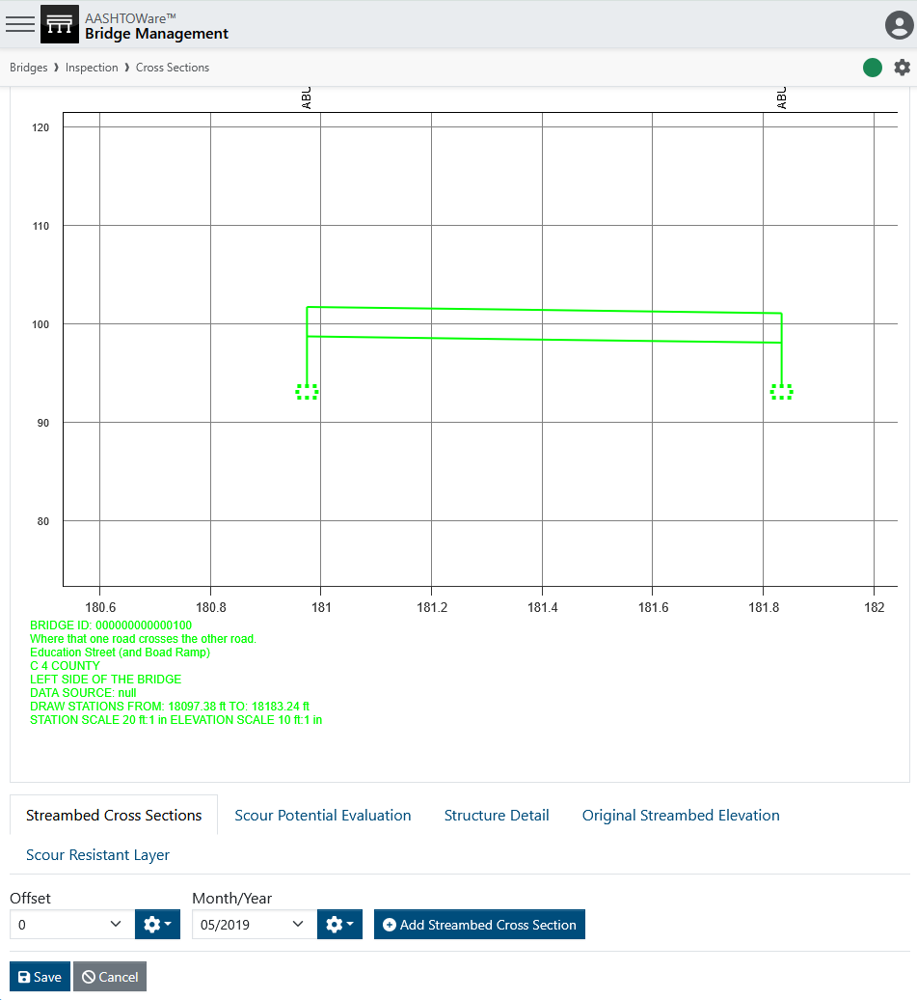 AASHTOWare™
Bridge Management
Bridges › Inspection › Cross Sections
120
110
100
90
80
180.6 180.8 181 181.2 181.4 181.6 181.8 182
BRIDGE ID: 000000000000100
Where that one road crosses the other road.
Education Street (and Boad Ramp)
C 4 COUNTY
LEFT SIDE OF THE BRIDGE
DATA SOURCE: null
DRAW STATIONS FROM: 18097.38 ft TO: 18183.24 ft
STATION SCALE 20 ft:1 in ELEVATION SCALE 10 ft:1 in
Streambed Cross Sections Scour Potential Evaluation Structure Detail Original Streambed Elevation
Scour Resistant Layer
Offset Month/Year
0 05/2019 Add Streambed Cross Section
Save Cancel